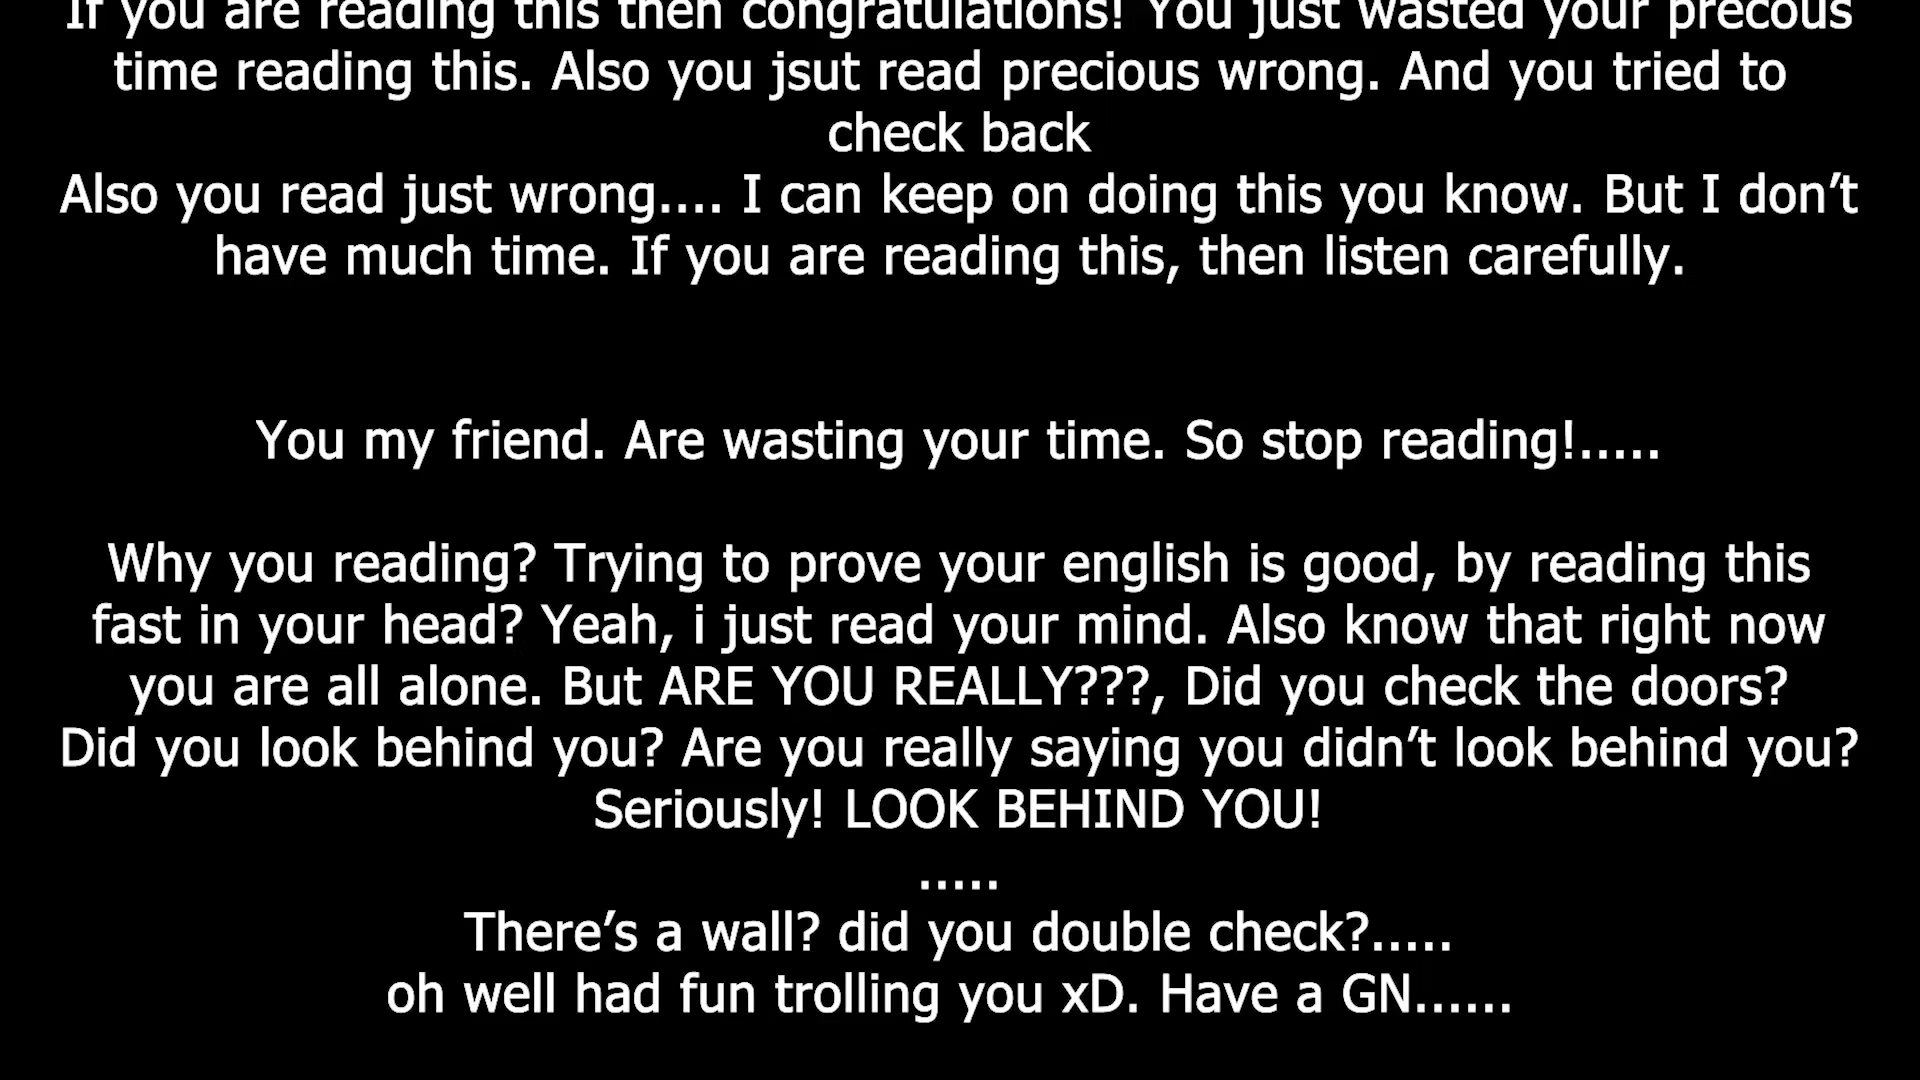 If you are reading this then congratulations! You just wasted your precous
time reading this. Also you jsut read precious wrong. And you tried to
check back
Also you read just wrong.... I can keep on doing this you know. But I don’t
have much time. If you are reading this, then listen carefully.
You my friend. Are wasting your time. So stop reading!.....
Why you reading? Trying to prove your english is good, by reading this
fast in your head? Yeah, i just read your mind. Also know that right now
you are all alone. But ARE YOU REALLY???, Did you check the doors?
Did you look behind you? Are you really saying you didn’t look behind you?
Seriously! LOOK BEHIND YOU!
.....
There’s a wall? did you double check?.....
oh well had fun trolling you xD. Have a GN......